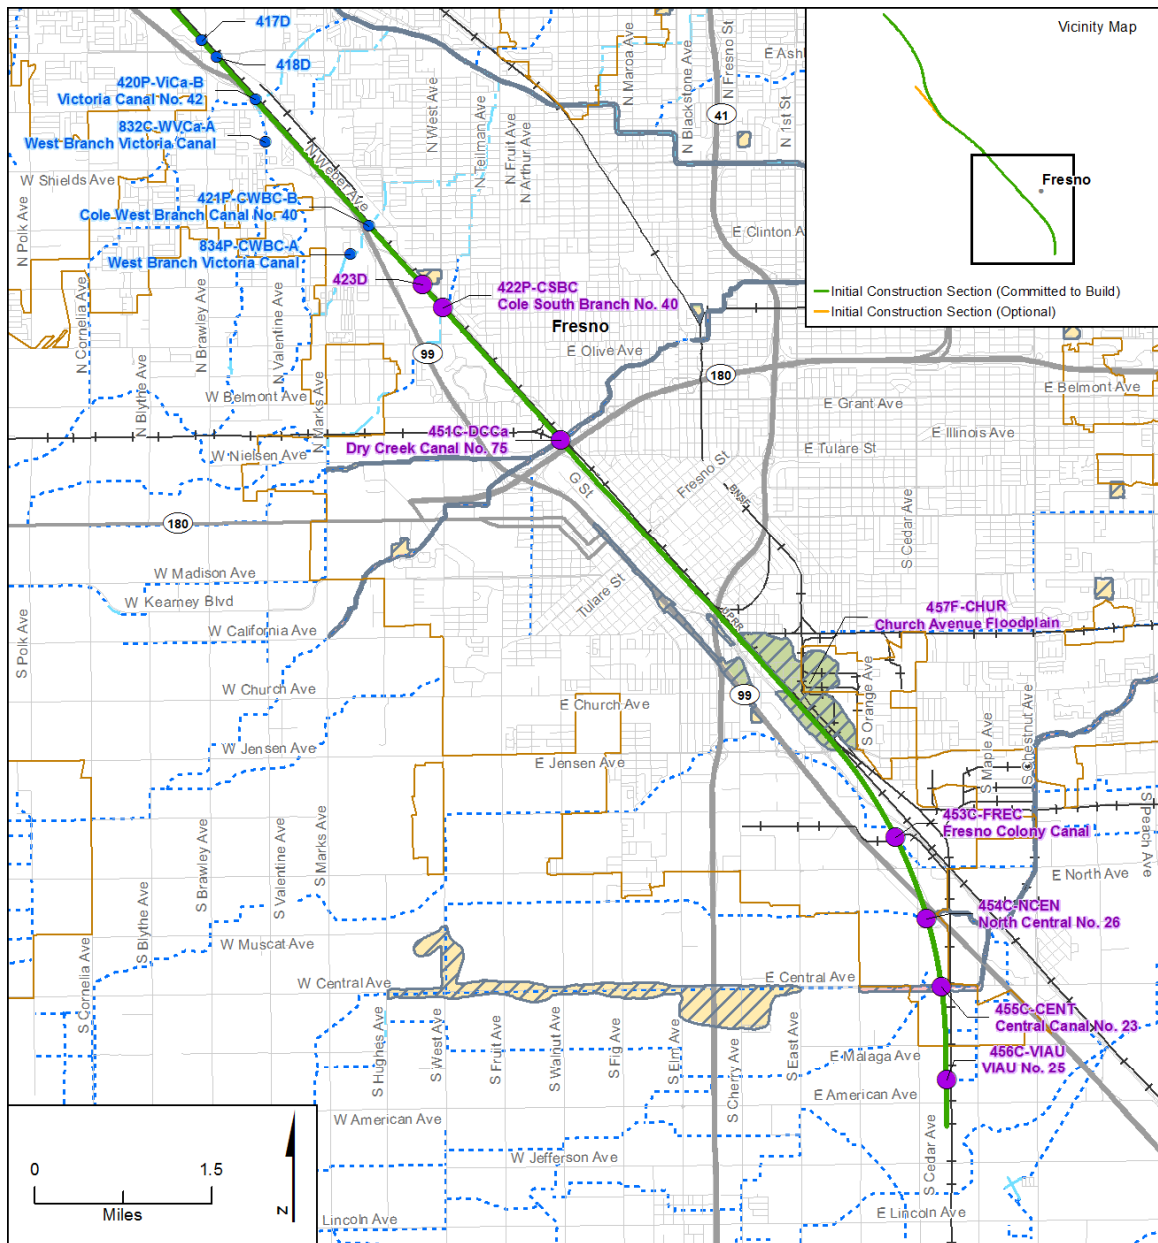 417D
418D
420P-ViCa-B
Victoria Canal No. 42
832C-WVCa-A
West Branch Victoria Canal
W Shields Ave
421P-CWBC-B
Cole West Branch Canal No. 40
834P-CWBC-A
West Branch Victoria Canal
423D
422P-CSBC
Cole South Branch No. 40
Fresno
N Weber Ave
N West Ave
N Tellman Ave
N Fruit Ave
N Arthur Ave
N Maroa Ave
N Blackstone Ave
N Fresno St
N 1st St
E Ash
41
E Clinton A
Vicinity Map
Fresno
Initial Construction Section (Committed to Build)
Initial Construction Section (Optional)
N Polk Ave
N Cornelia Ave
N Blythe Ave
N Brawley Ave
N Valentine Ave
N Marks Ave
99
E Olive Ave
180
W Belmont Ave
E Belmont Ave
E Grant Ave
451C-DCCa
Dry Creek Canal No. 75
E Illinois Ave
E Tulare St
W Nielsen Ave
G St
Fresno St
BNSF
S Cedar Ave
180
W Madison Ave
W Kearney Blvd
Tulare St
UPRR
457F-CHUR
Church Avenue Floodplain
W California Ave
S Polk Ave
W Church Ave
E Church Ave
99
S Orange Ave
W Jensen Ave
E Jensen Ave
S Maple Ave
S Chestnut Ave
S Peach Ave
453C-FREC
Fresno Colony Canal
E North Ave
S Cornelia Ave
S Blythe Ave
S Brawley Ave
S Valentine Ave
S Marks Ave
454C-NCEN
North Central No. 26
W Muscat Ave
W Central Ave
E Central Ave
455C-CENT
Central Canal No. 23
S Hughes Ave
S West Ave
S Fruit Ave
S Walnut Ave
S Fig Ave
S Elm Ave
S Cherry Ave
S East Ave
E Malaga Ave
456C-VIAU
VIAU No. 25
E American Ave
W American Ave
W Jefferson Ave
S Cedar Ave
E Lincoln Ave
Lincoln Ave
0 1.5
Miles
N